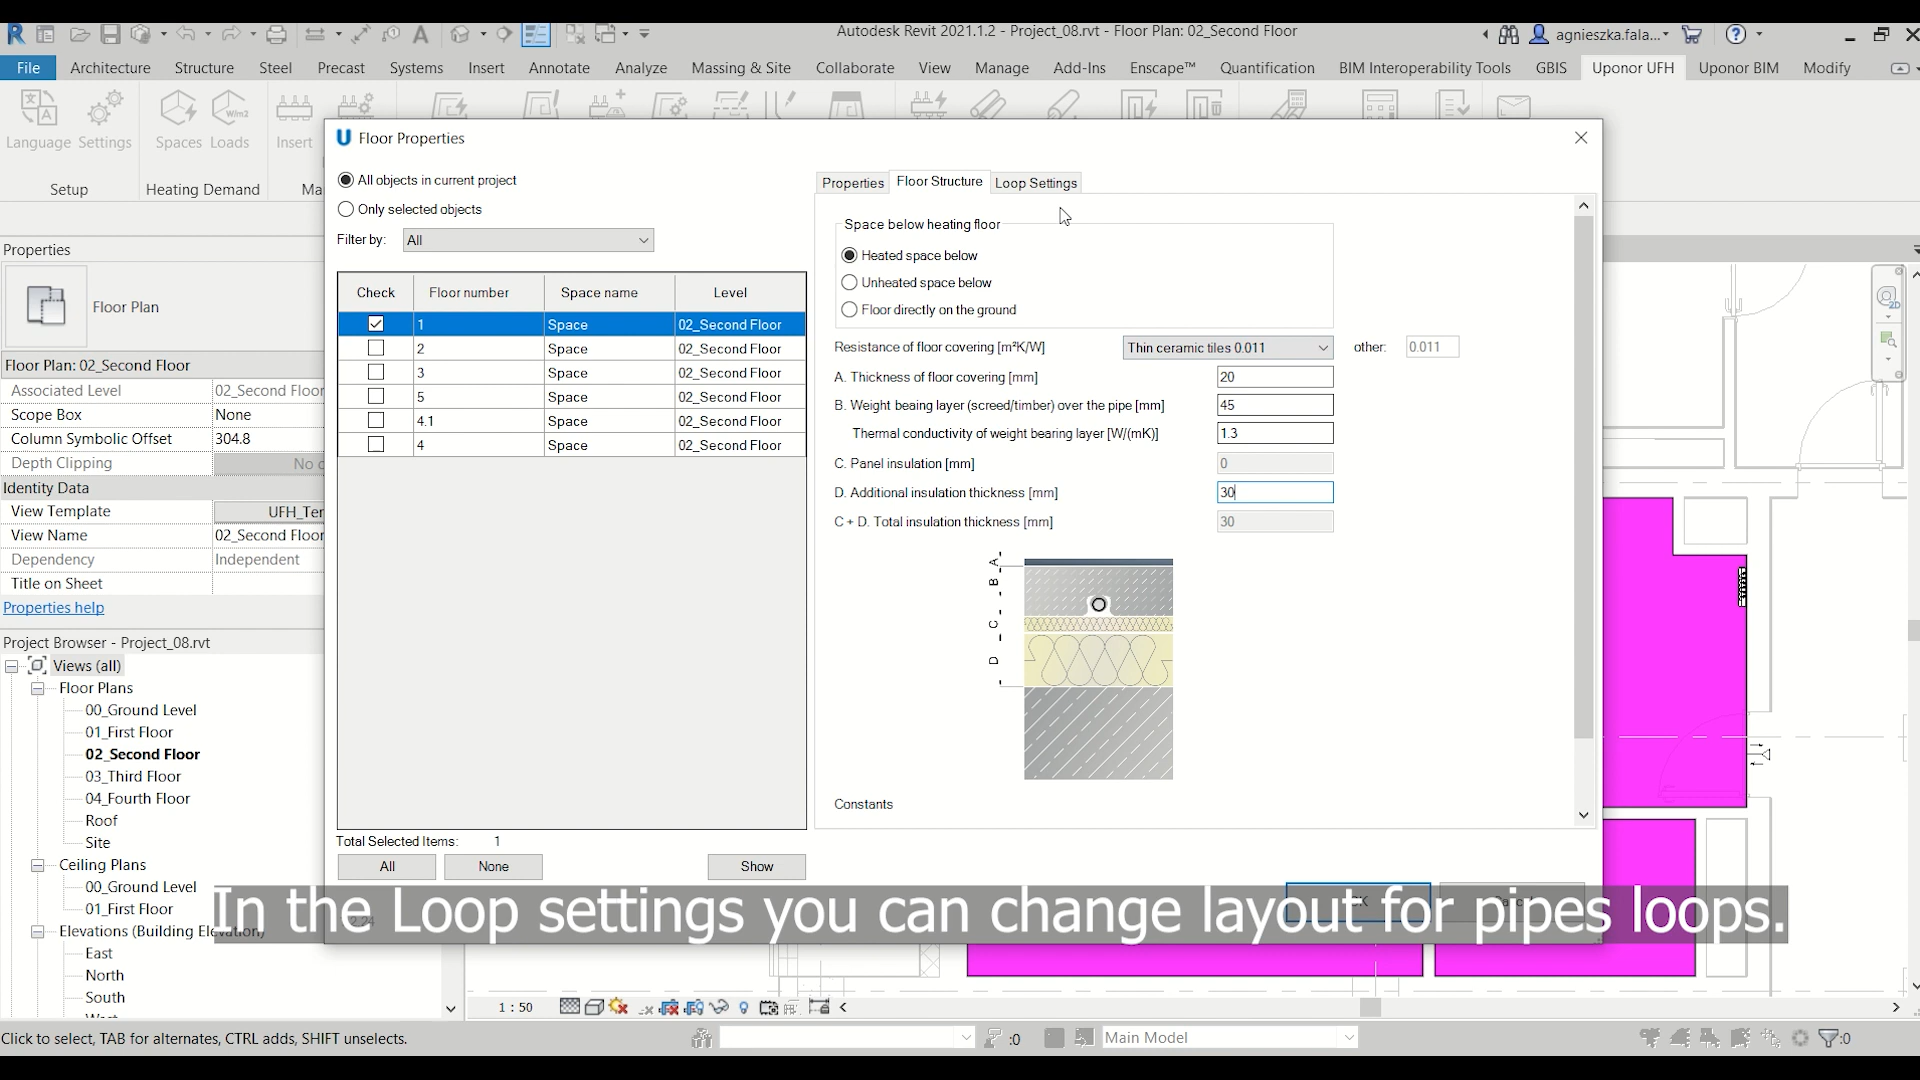 Autodesk Revit 2021.1.2 - Project_08.rvt - Floor Plan: 02_Second Floor
agnieszka.fala...
File Architecture Structure Steel Precast Systems Insert Annotate Analyze Massing & Site Collaborate View Manage Add-Ins Enscape™ Quantification BIM Interoperability Tools GBIS Uponor UFH Uponor BIM Modify
Language Settings Spaces Loads Insert
Setup Heating Demand Ma
Floor Properties
All objects in current project
Only selected objects
Filter by: All
Check Floor number Space name Level
1 Space 02_Second Floor
2 Space 02_Second Floor
3 Space 02_Second Floor
5 Space 02_Second Floor
4.1 Space 02_Second Floor
4 Space 02_Second Floor
Total Selected Items: 1
All None Show
Properties Floor Structure Loop Settings
Space below heating floor
Heated space below
Unheated space below
Floor directly on the ground
Resistance of floor covering [m²K/W] Thin ceramic tiles 0.011 other: 0.011
A. Thickness of floor covering [mm] 20
B. Weight beaing layer (screed/timber) over the pipe [mm] 45
Thermal conductivity of weight bearing layer [W/(mK)] 1.3
C. Panel insulation [mm] 0
D. Additional insulation thickness [mm] 30
C + D. Total insulation thickness [mm] 30
A
B
C
D
Constants
Properties
Floor Plan
Floor Plan: 02_Second Floor
Associated Level 02_Second Floor
Scope Box None
Column Symbolic Offset 304.8
Depth Clipping No c
Identity Data
View Template UFH_Ter
View Name 02_Second Floor
Dependency Independent
Title on Sheet
Properties help
Project Browser - Project_08.rvt
Views (all)
Floor Plans
00_Ground Level
01_First Floor
02_Second Floor
03_Third Floor
04_Fourth Floor
Roof
Site
Ceiling Plans
00_Ground Level
01_First Floor
Elevations (Building Elevation)
East
North
South
In the Loop settings you can change layout for pipes loops.
1 : 50
Click to select, TAB for alternates, CTRL adds, SHIFT unselects.
:0
Main Model
:0